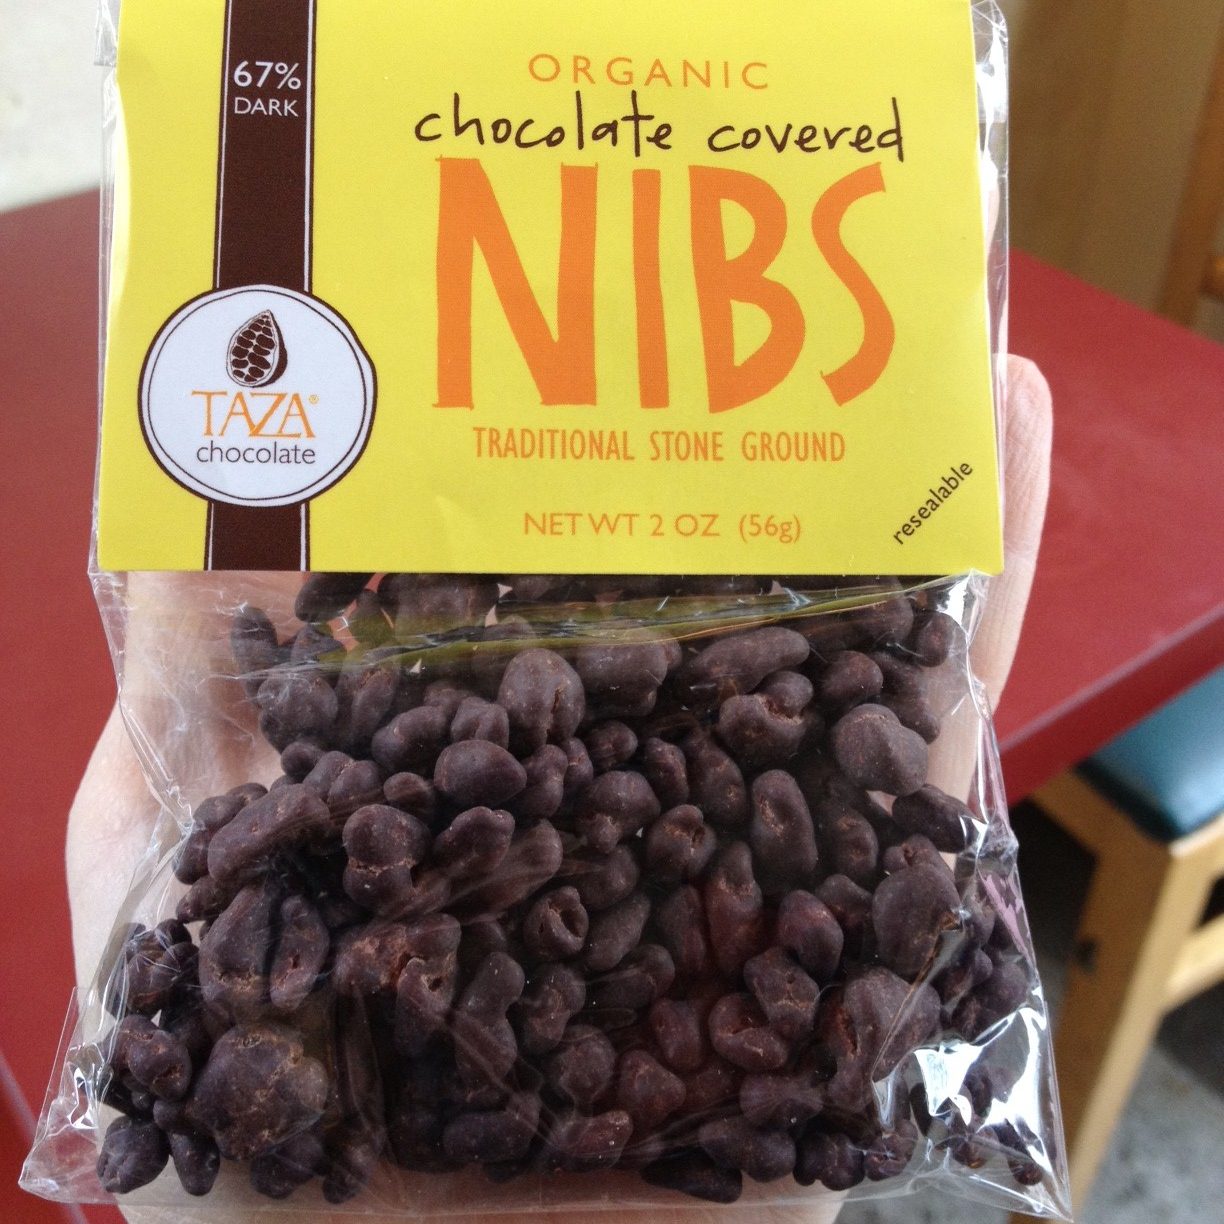 67%
DARK
ORGANIC
chocolate covered
NIBS
TRADITIONAL STONE GROUND
NET WT 2 OZ (56g)
resealable
TAZA®
chocolate